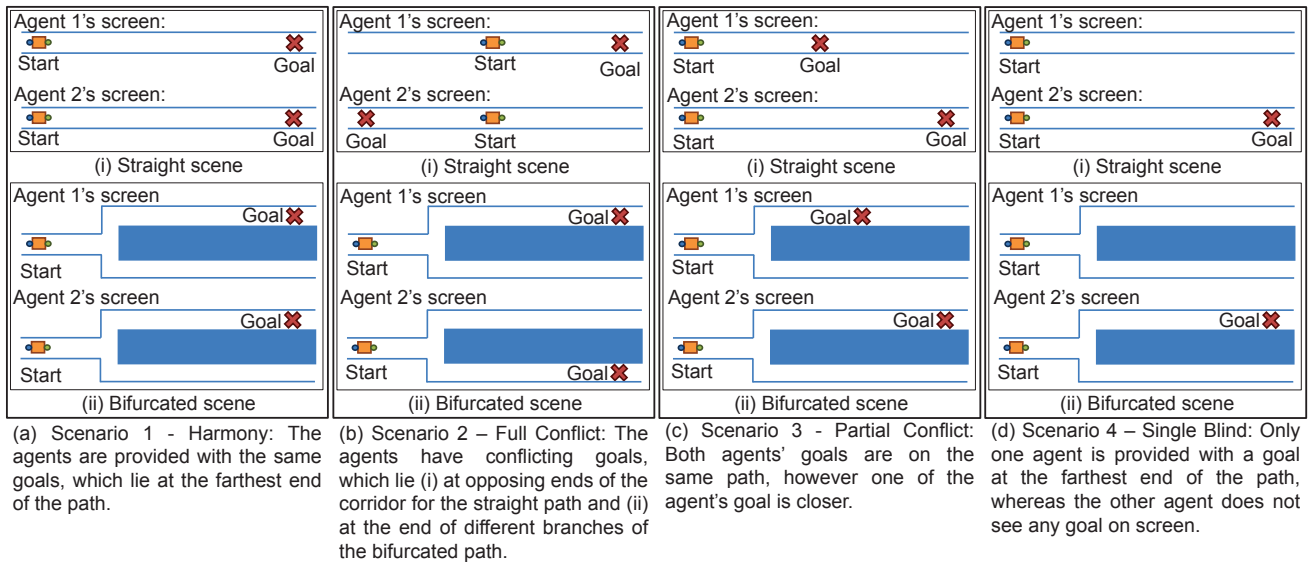 Agent 1's screen:
Start
Goal
Agent 2's screen:
Start
Goal
(i) Straight scene
Agent 1's screen
Goal
Start
Agent 2's screen
Goal
Start
(ii) Bifurcated scene
(a) Scenario 1 - Harmony: The
agents are provided with the same
goals, which lie at the farthest end
of the path.
Agent 1's screen:
Start
Goal
Agent 2's screen:
Goal
Start
(i) Straight scene
Agent 1's screen
Goal
Start
Agent 2's screen
Start
Goal
(ii) Bifurcated scene
(b) Scenario 2 – Full Conflict: The
agents have conflicting goals,
which lie (i) at opposing ends of the
corridor for the straight path and (ii)
at the end of different branches of
the bifurcated path.
Agent 1's screen:
Start
Goal
Agent 2's screen:
Start
Goal
(i) Straight scene
Agent 1's screen
Goal
Start
Agent 2's screen
Goal
Start
(ii) Bifurcated scene
(c) Scenario 3 - Partial Conflict:
Both agents' goals are on the
same path, however one of the
agent's goal is closer.
Agent 1's screen:
Start
Agent 2's screen:
Start
Goal
(i) Straight scene
Agent 1's screen
Start
Agent 2's screen
Goal
Start
(ii) Bifurcated scene
(d) Scenario 4 – Single Blind: Only
one agent is provided with a goal
at the farthest end of the path,
whereas the other agent does not
see any goal on screen.